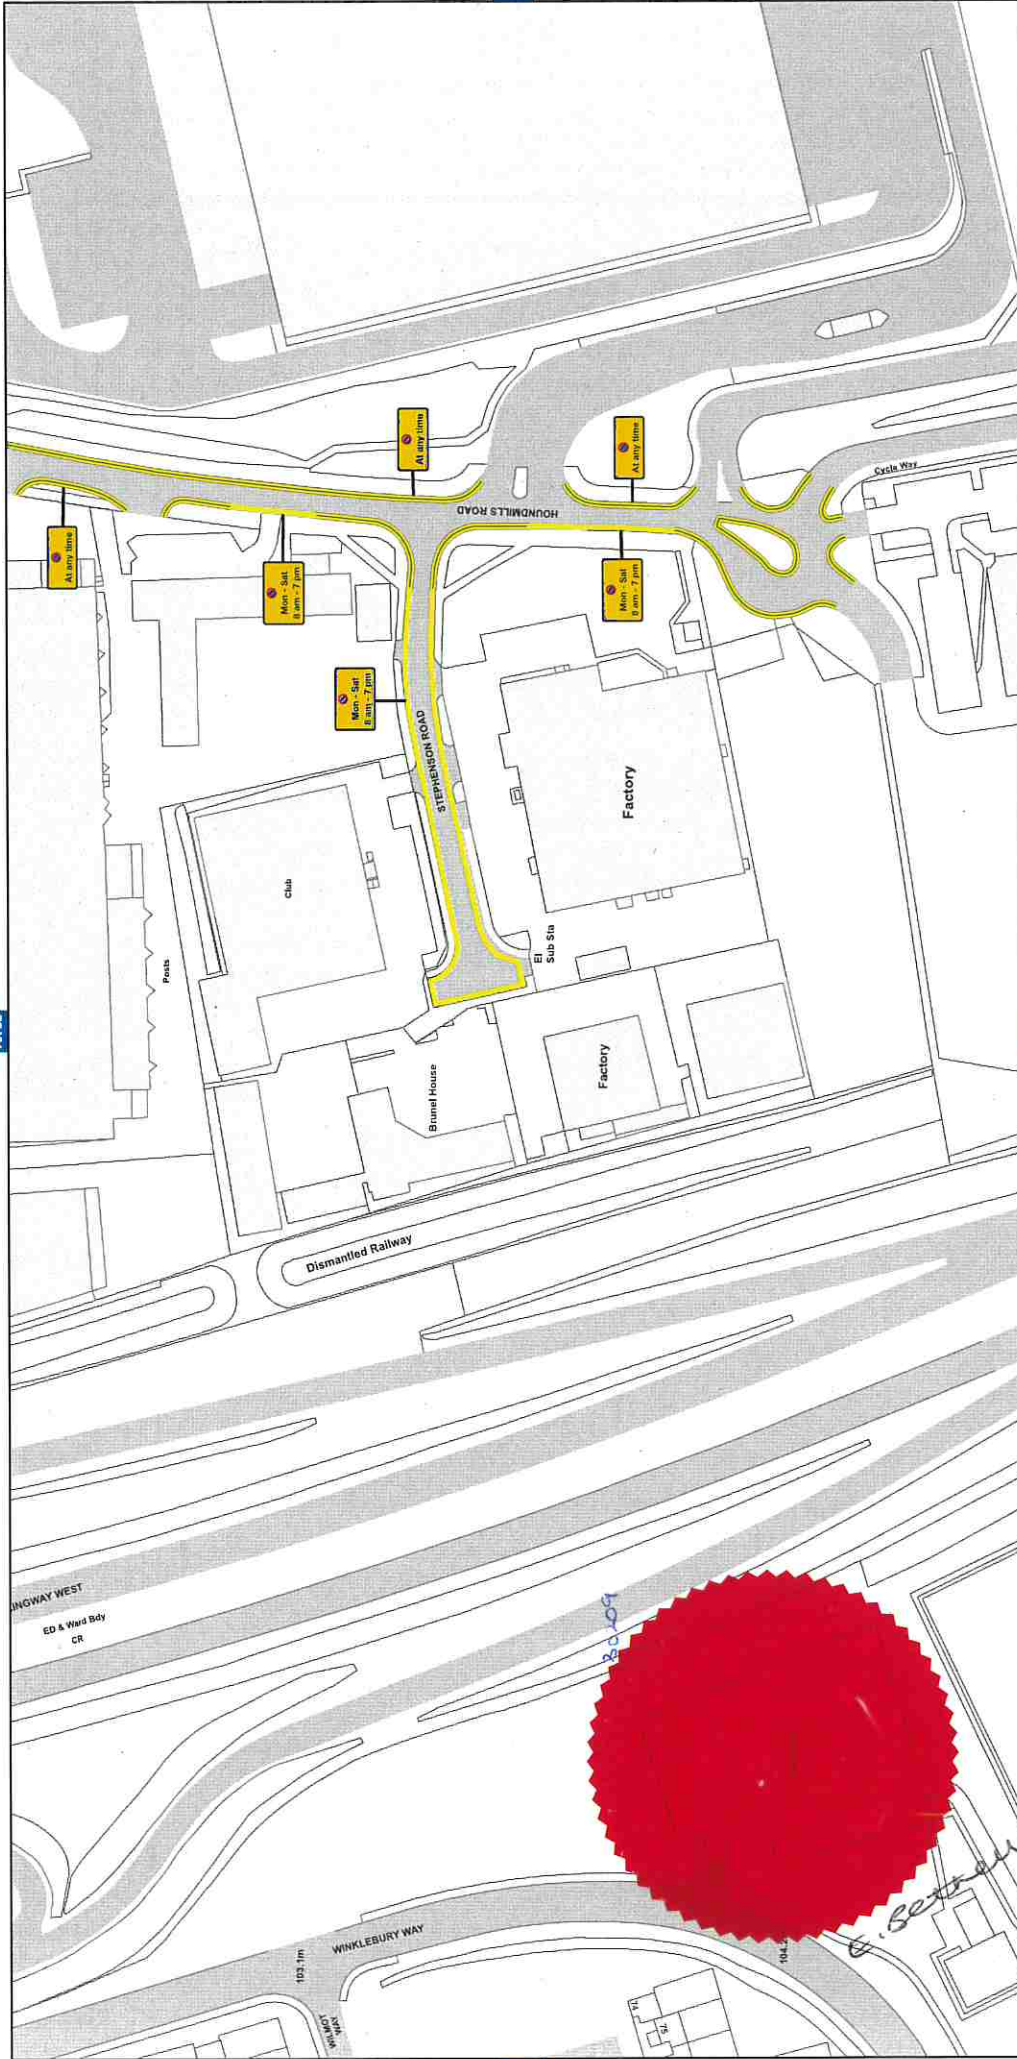 At any time
At any time
At any time
Mon - Sat
8 am - 7 pm
Mon - Sat
8 am - 7 pm
Mon - Sat
8 am - 7 pm
HOUNDMILLS ROAD
STEPHENSON ROAD
Cycle Way
Factory
Club
Posts
El
Sub Sta
Factory
Brunel House
Dismantled Railway
INGWAY WEST
ED & Ward Bdy
CR
WINKLEBURY WAY
103.1m
WILMOT
WAY
74
75